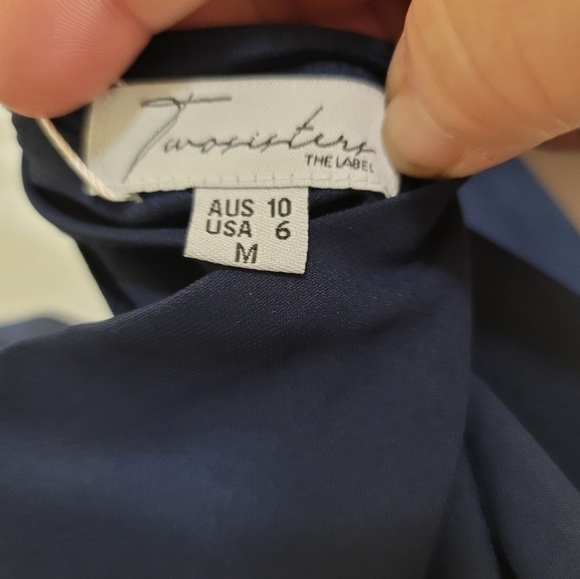 Twosisters
THE LABEL
AUS 10
USA 6
M